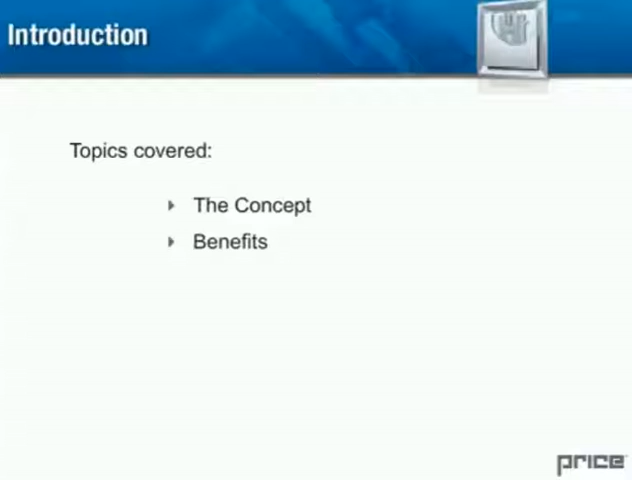 Introduction
Topics covered:
The Concept
Benefits
price